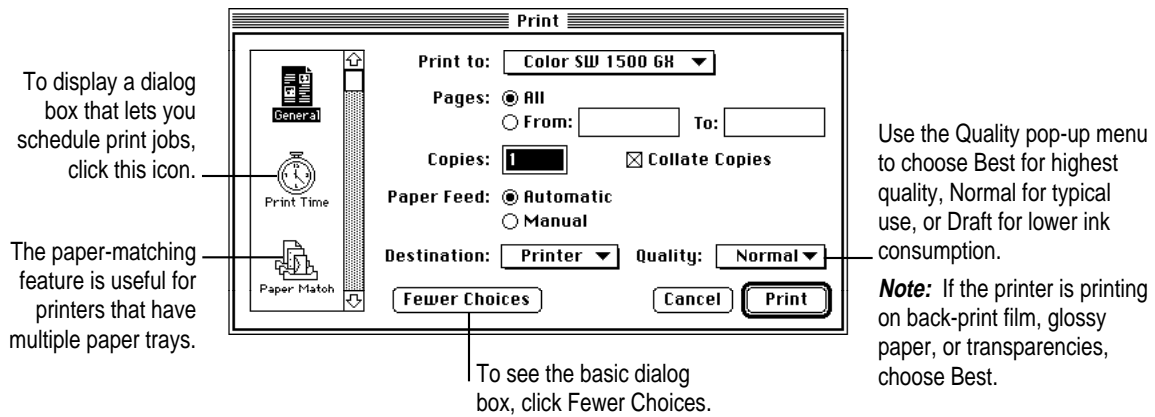 Print
To display a dialog
box that lets you
schedule print jobs,
click this icon.
The paper-matching
feature is useful for
printers that have
multiple paper trays.
General
Print Time
Paper Match
Print to: Color SW 1500 GX
Pages: All
From: To:
Copies: 1 Collate Copies
Paper Feed: Automatic
Manual
Destination: Printer Quality: Normal
Fewer Choices Cancel Print
Use the Quality pop-up menu
to choose Best for highest
quality, Normal for typical
use, or Draft for lower ink
consumption.
Note: If the printer is printing
on back-print film, glossy
paper, or transparencies,
choose Best.
To see the basic dialog
box, click Fewer Choices.